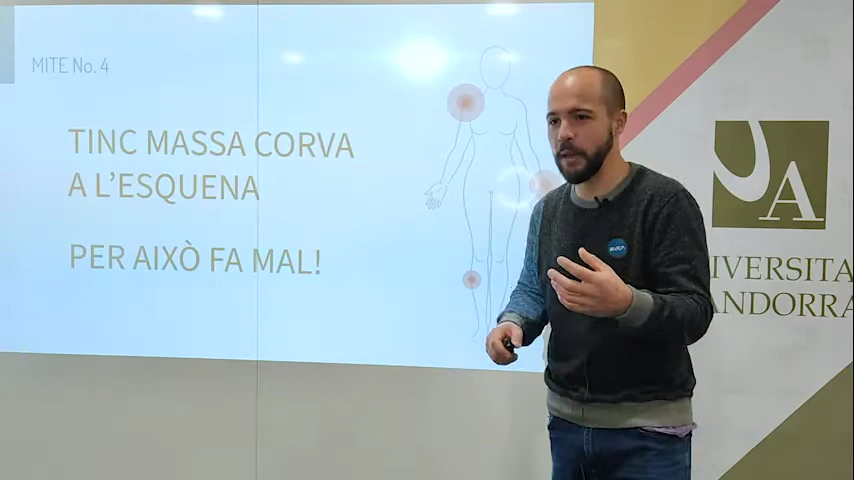 MITE No. 4
TINC MASSA CORVA
A L'ESQUENA
PER AIXÒ FA MAL!
UA
IVERSITA
ANDORRA